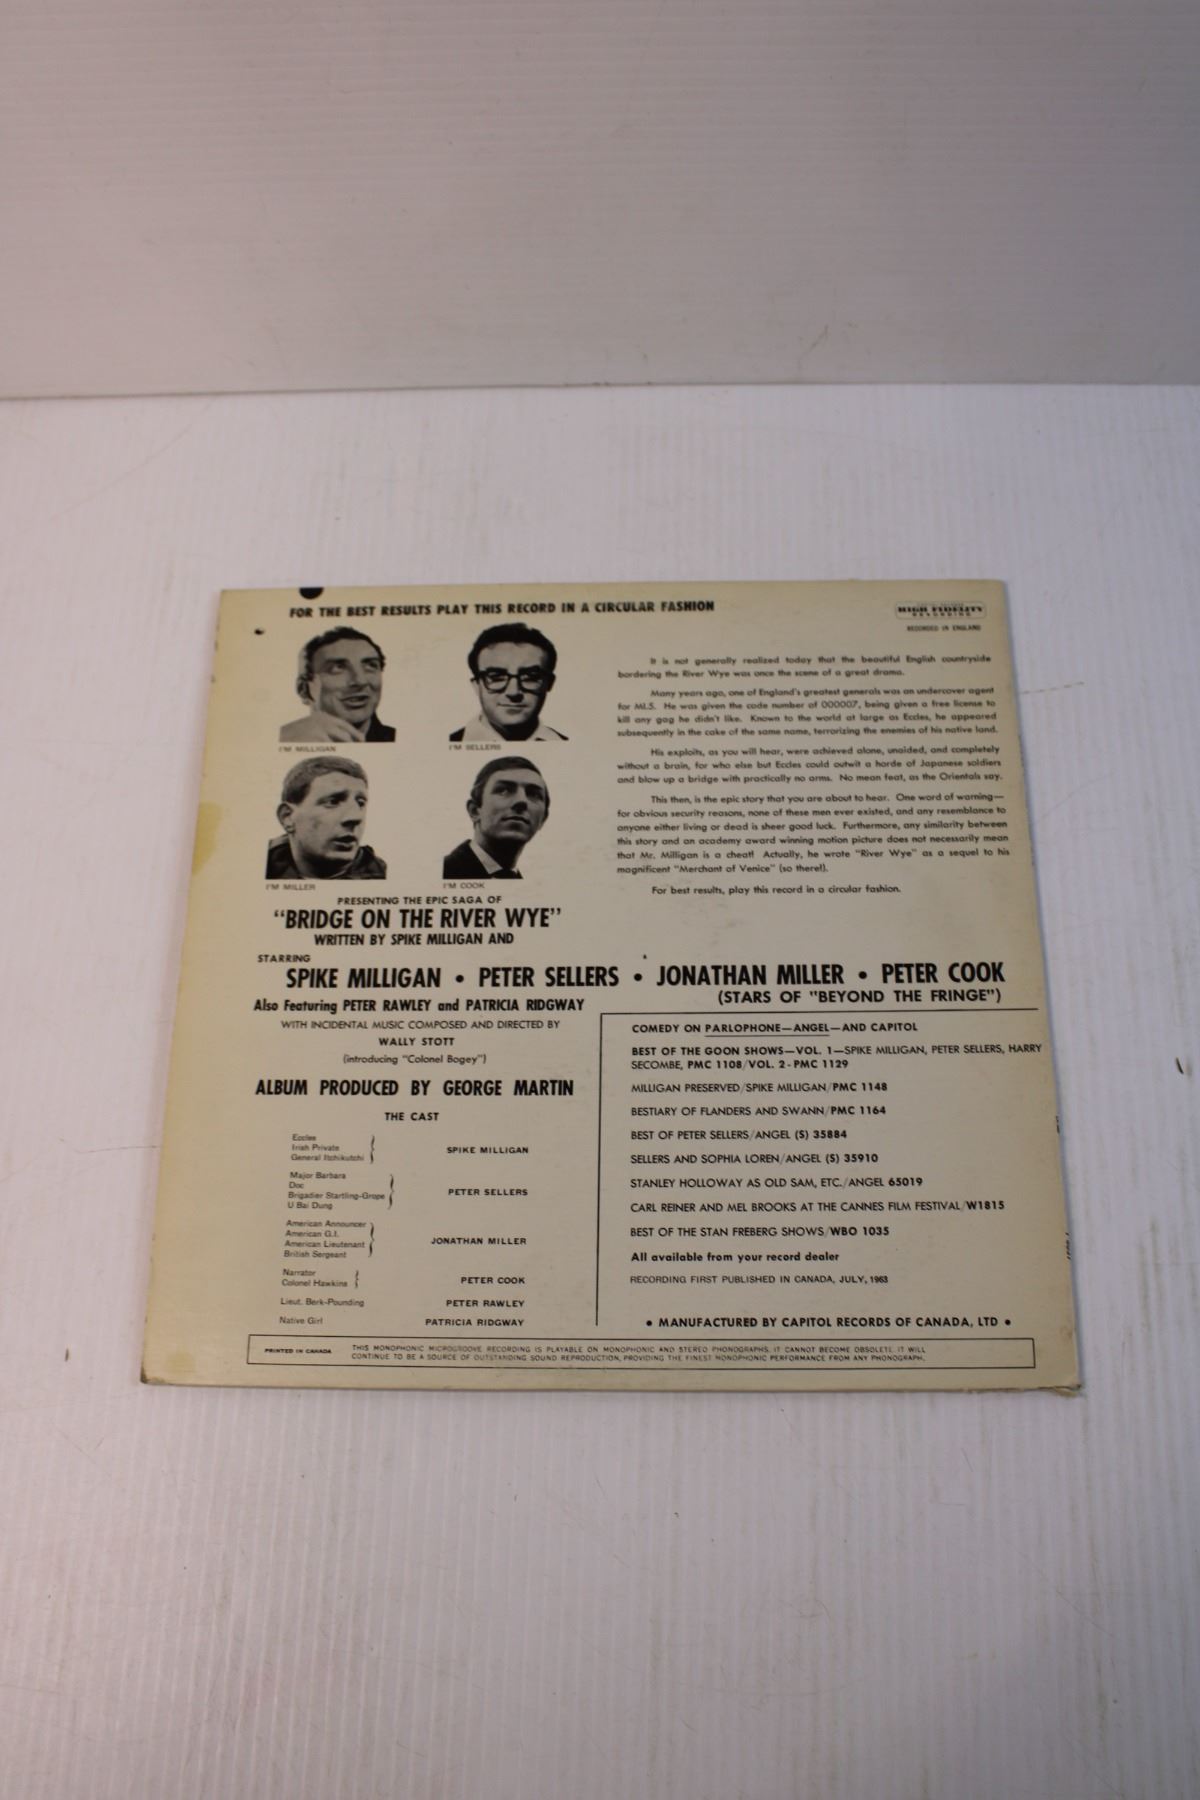 FOR THE BEST RESULTS PLAY THIS RECORD IN A CIRCULAR FASHION
HIGH FIDELITY
RECORDING
RECORDED IN ENGLAND
I'M MILLIGAN
I'M SELLERS
I'M MILLER
I'M COOK
It is not generally realized today that the beautiful English countryside
bordering the River Wye was once the scene of a great drama.
Many years ago, one of England's greatest generals was an undercover agent
for MI.5. He was given the code number of 000007, being given a free license to
kill any gag he didn't like. Known to the world at large as Eccles, he appeared
subsequently in the cake of the same name, terrorizing the enemies of his native land.
His exploits, as you will hear, were achieved alone, unaided, and completely
without a brain, for who else but Eccles could outwit a horde of Japanese soldiers
and blow up a bridge with practically no arms. No mean feat, as the Orientals say.
This then, is the epic story that you are about to hear. One word of warning—
for obvious security reasons, none of these men ever existed, and any resemblance to
anyone either living or dead is sheer good luck. Furthermore, any similarity between
this story and an academy award winning motion picture does not necessarily mean
that Mr. Milligan is a cheat! Actually, he wrote "River Wye" as a sequel to his
magnificent "Merchant of Venice" (so there!).
For best results, play this record in a circular fashion.
PRESENTING THE EPIC SAGA OF
"BRIDGE ON THE RIVER WYE"
WRITTEN BY SPIKE MILLIGAN AND
STARRING
SPIKE MILLIGAN • PETER SELLERS • JONATHAN MILLER • PETER COOK
(STARS OF "BEYOND THE FRINGE")
Also Featuring PETER RAWLEY and PATRICIA RIDGWAY
WITH INCIDENTAL MUSIC COMPOSED AND DIRECTED BY
WALLY STOTT
(introducing "Colonel Bogey")
ALBUM PRODUCED BY GEORGE MARTIN
THE CAST
Eccles
Irish Private
General Itchikutchi
SPIKE MILLIGAN
Major Barbara
Doc
Brigadier Startling-Grope
U Bai Dung
PETER SELLERS
American Announcer
American G.I.
American Lieutenant
British Sergeant
JONATHAN MILLER
Narrator
Colonel Hawkins
PETER COOK
Lieut. Berk-Pounding PETER RAWLEY
Native Girl PATRICIA RIDGWAY
COMEDY ON PARLOPHONE—ANGEL—AND CAPITOL
BEST OF THE GOON SHOWS—VOL. 1—SPIKE MILLIGAN, PETER SELLERS, HARRY
SECOMBE, PMC 1108/VOL. 2 - PMC 1129
MILLIGAN PRESERVED/SPIKE MILLIGAN/PMC 1148
BESTIARY OF FLANDERS AND SWANN/PMC 1164
BEST OF PETER SELLERS/ANGEL (S) 35884
SELLERS AND SOPHIA LOREN/ANGEL (S) 35910
STANLEY HOLLOWAY AS OLD SAM, ETC./ANGEL 65019
CARL REINER AND MEL BROOKS AT THE CANNES FILM FESTIVAL/W1815
BEST OF THE STAN FREBERG SHOWS/WBO 1035
All available from your record dealer
RECORDING FIRST PUBLISHED IN CANADA, JULY, 1963
• MANUFACTURED BY CAPITOL RECORDS OF CANADA, LTD •
PRINTED IN CANADA
THIS MONOPHONIC MICROGROOVE RECORDING IS PLAYABLE ON MONOPHONIC AND STEREO PHONOGRAPHS. IT CANNOT BECOME OBSOLETE. IT WILL
CONTINUE TO BE A SOURCE OF OUTSTANDING SOUND REPRODUCTION, PROVIDING THE FINEST MONOPHONIC PERFORMANCE FROM ANY PHONOGRAPH.